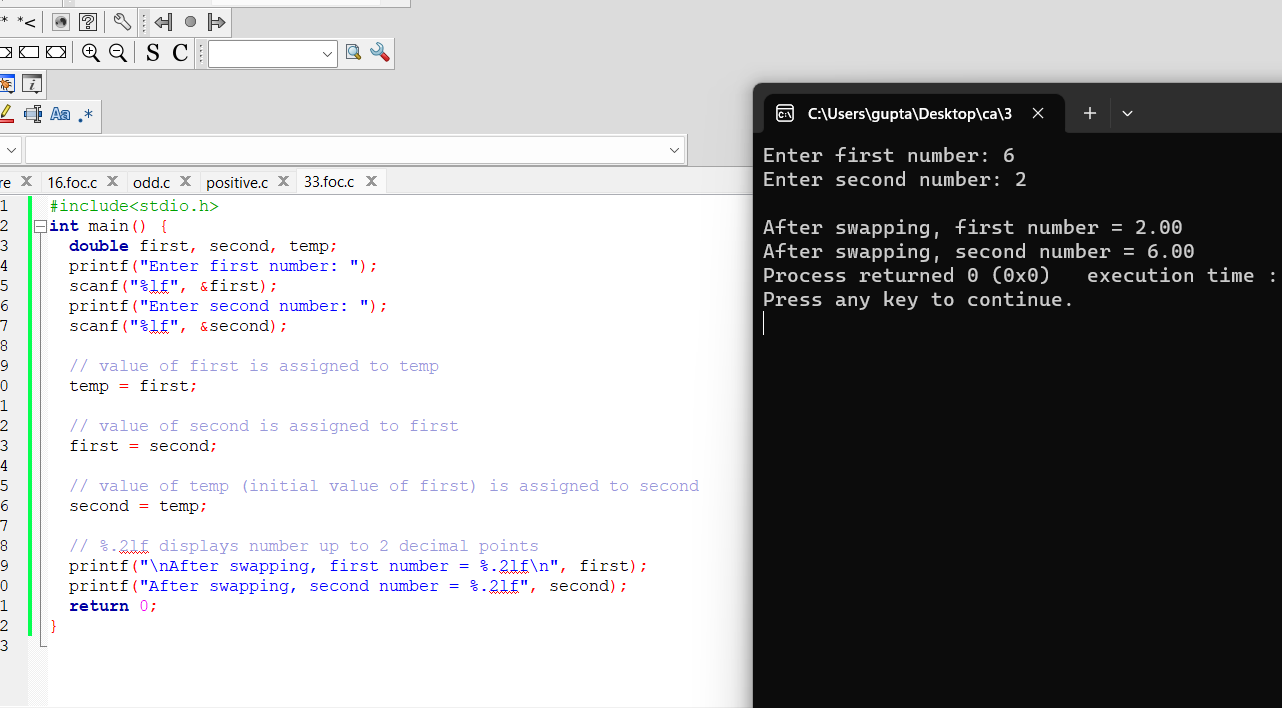 * *<
S C
i
Aa .*
re X 16.foc.c X odd.c X positive.c X 33.foc.c X
1 #include<stdio.h>
2 int main() {
3 double first, second, temp;
4 printf("Enter first number: ");
5 scanf("%lf", &first);
6 printf("Enter second number: ");
7 scanf("%lf", &second);
8
9 // value of first is assigned to temp
0 temp = first;
1
2 // value of second is assigned to first
3 first = second;
4
5 // value of temp (initial value of first) is assigned to second
6 second = temp;
7
8 // %.2lf displays number up to 2 decimal points
9 printf("\nAfter swapping, first number = %.2lf\n", first);
0 printf("After swapping, second number = %.2lf", second);
1 return 0;
2 }
3
C:\Users\gupta\Desktop\ca\3
Enter first number: 6
Enter second number: 2
After swapping, first number = 2.00
After swapping, second number = 6.00
Process returned 0 (0x0) execution time :
Press any key to continue.